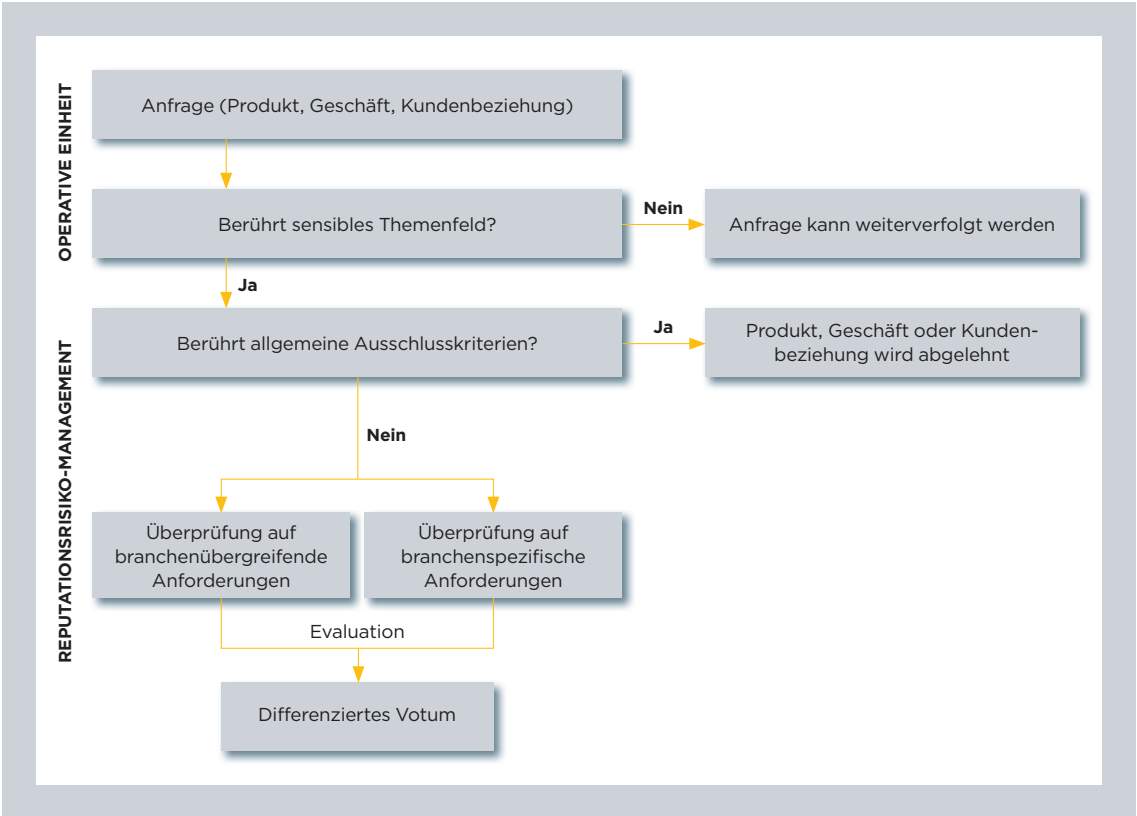 OPERATIVE EINHEIT
Anfrage (Produkt, Geschäft, Kundenbeziehung)
Berührt sensibles Themenfeld?
Nein
Anfrage kann weiterverfolgt werden
Ja
REPUTATIONSRISIKO-MANAGEMENT
Berührt allgemeine Ausschlusskriterien?
Ja
Produkt, Geschäft oder Kunden-
beziehung wird abgelehnt
Nein
Überprüfung auf
branchenübergreifende
Anforderungen
Überprüfung auf
branchenspezifische
Anforderungen
Evaluation
Differenziertes Votum